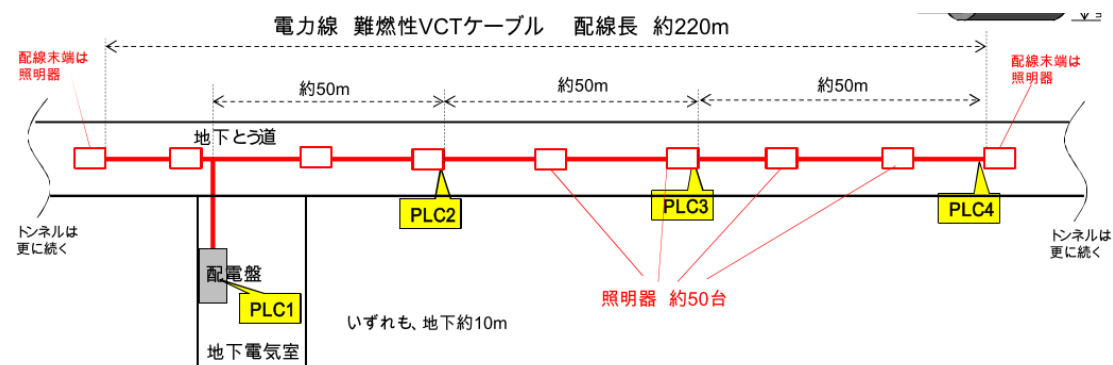 電力線 難燃性VCTケーブル 配線長 約220m
配線末端は
照明器
配線末端は
照明器
約50m
約50m
約50m
地下とう道
PLC2
PLC3
PLC4
トンネルは
更に続く
トンネルは
更に続く
配電盤
PLC1
照明器 約50台
いずれも、地下約10m
地下電気室